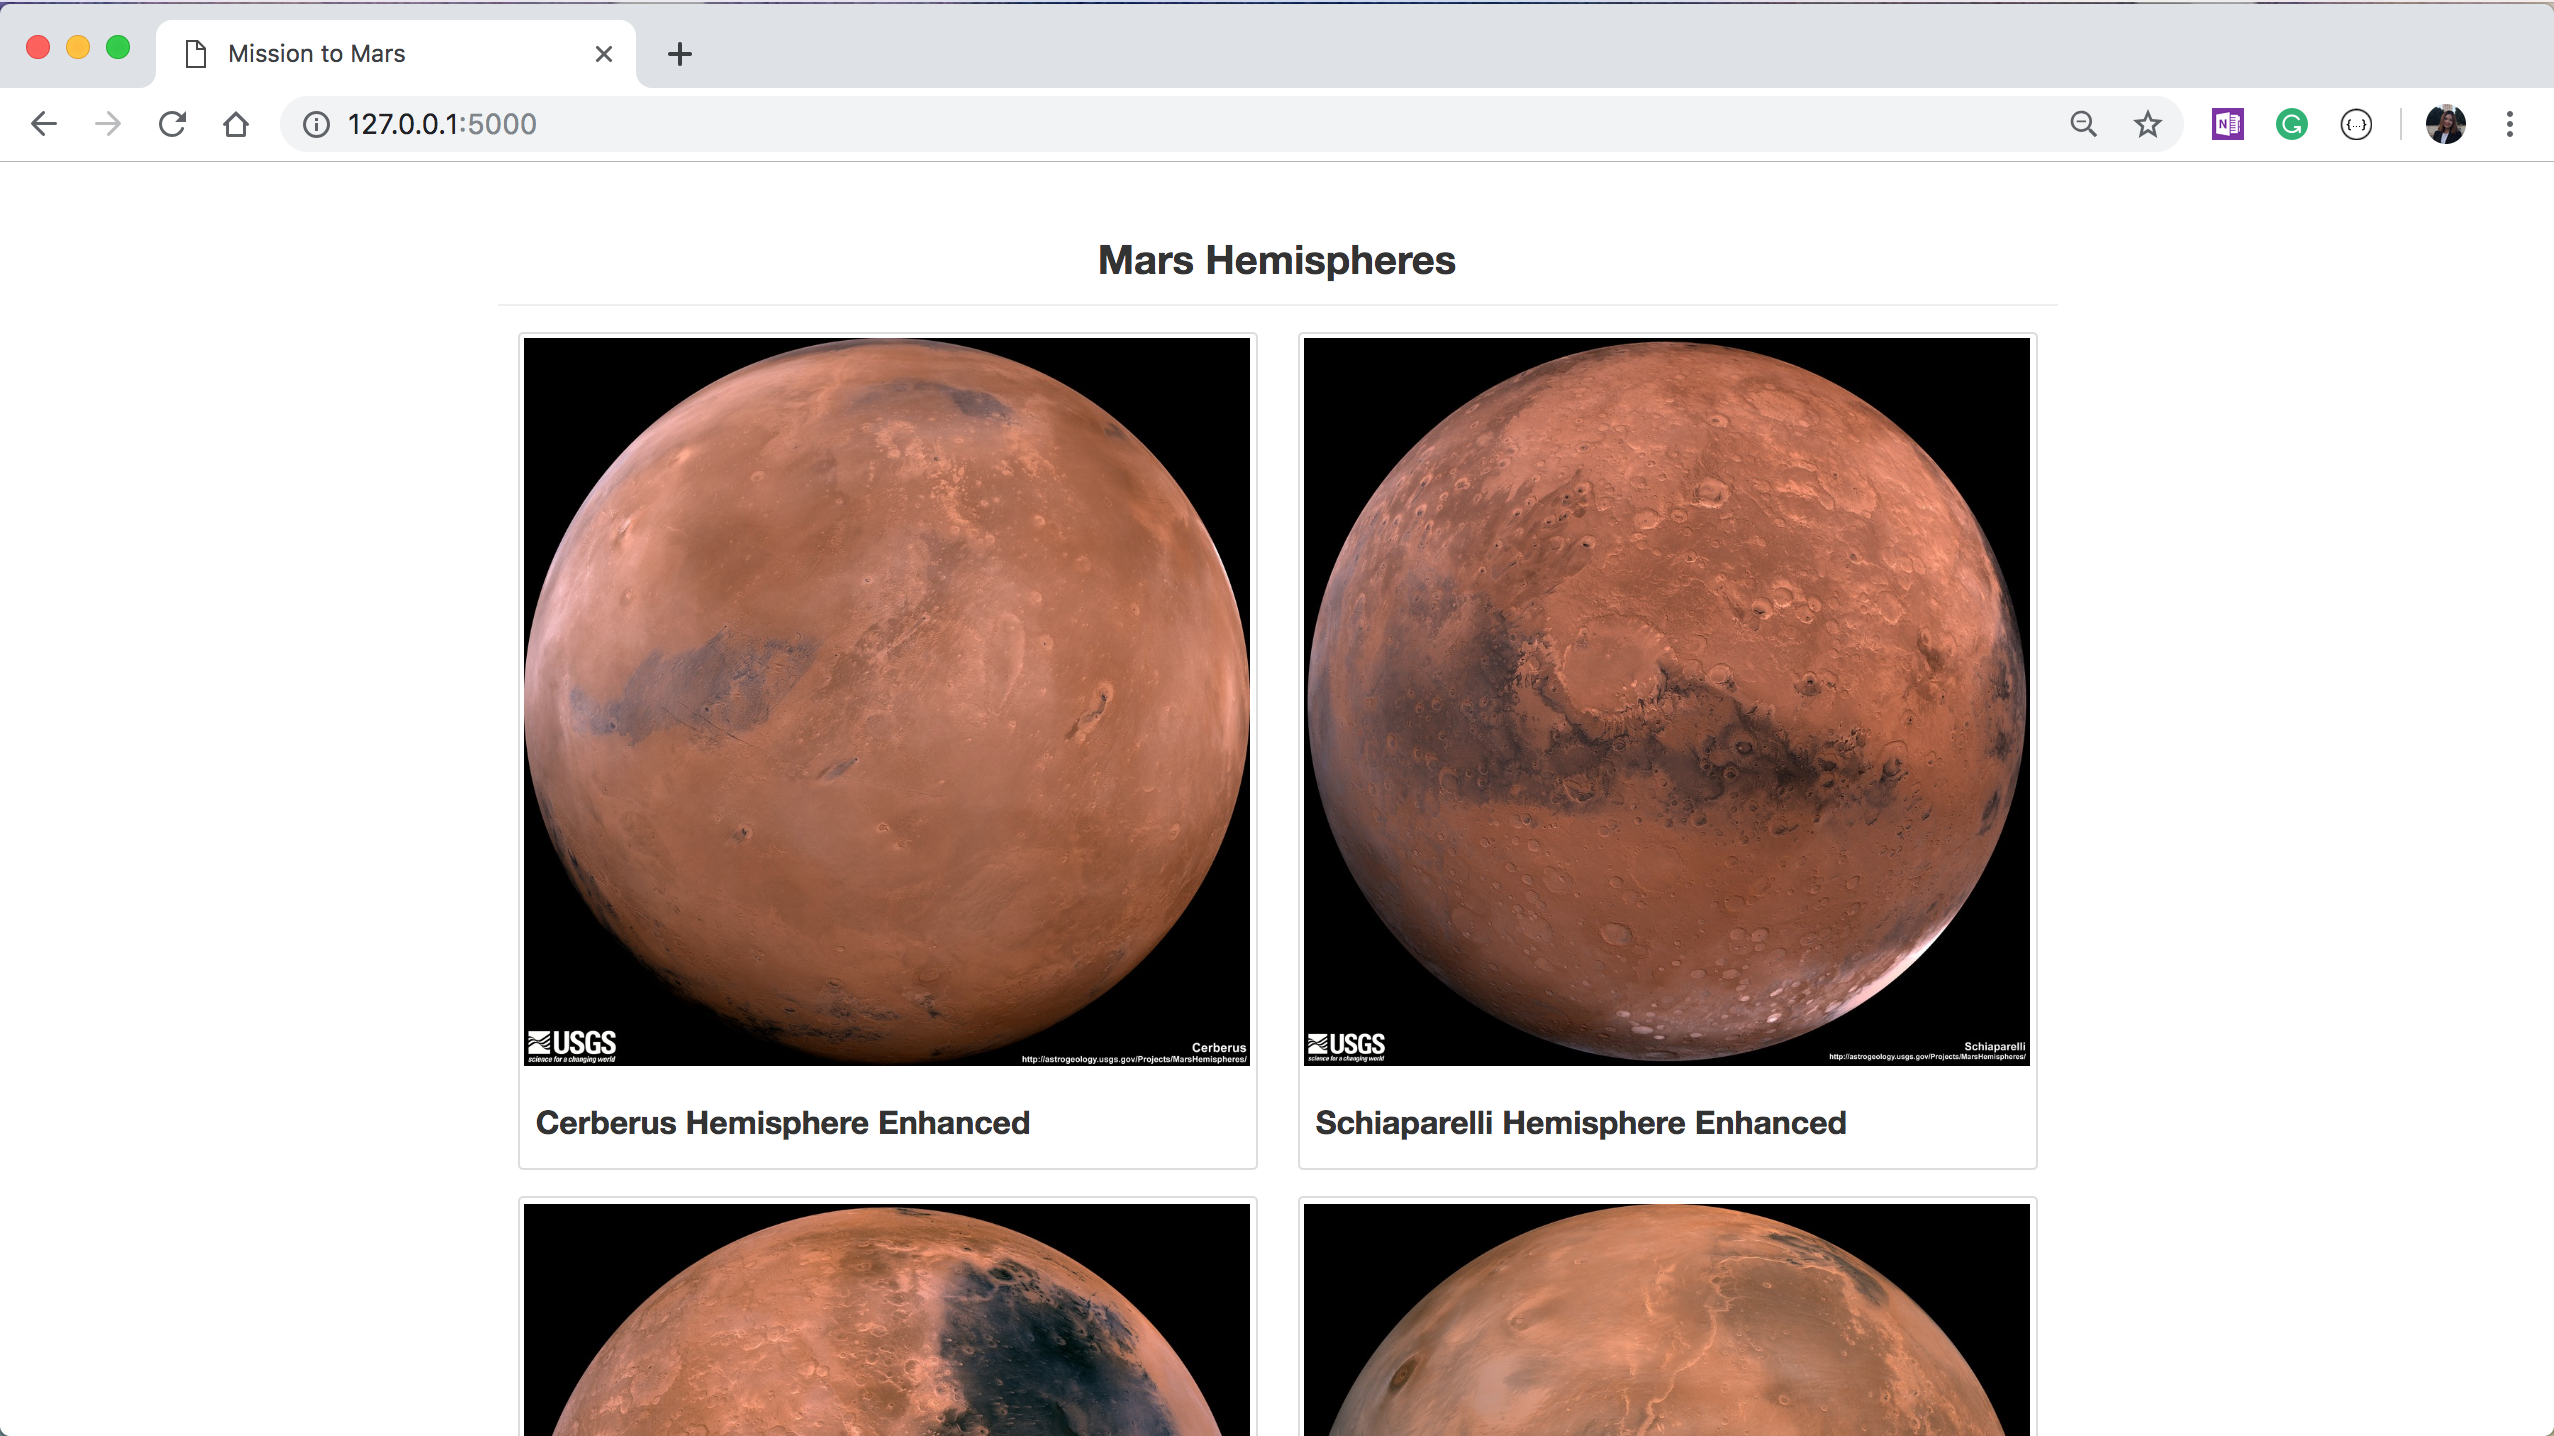 Mission to Mars
127.0.0.1:5000
N
G
{...}
Mars Hemispheres
USGS
science for a changing world
Cerberus
http://astrogeology.usgs.gov/Projects/MarsHemispheres/
USGS
science for a changing world
Schiaparelli
http://astrogeology.usgs.gov/Projects/MarsHemispheres/
Cerberus Hemisphere Enhanced
Schiaparelli Hemisphere Enhanced